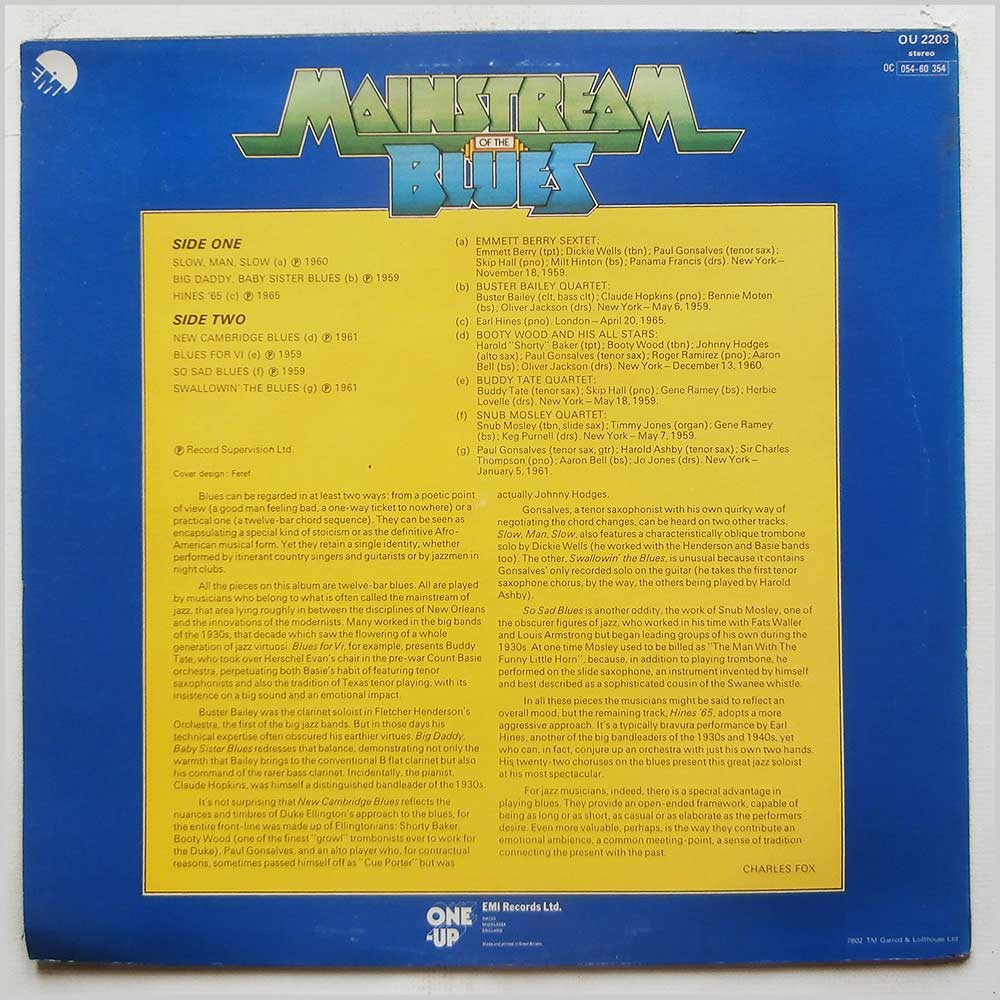 EMI
OU 2203
stereo
OC 054-60 354
MAINSTREAM
OF THE
BLUES
SIDE ONE
SLOW, MAN, SLOW (a) Ⓟ 1960
BIG DADDY, BABY SISTER BLUES (b) Ⓟ 1959
HINES '65 (c) Ⓟ 1965
SIDE TWO
NEW CAMBRIDGE BLUES (d) Ⓟ 1961
BLUES FOR VI (e) Ⓟ 1959
SO SAD BLUES (f) Ⓟ 1959
SWALLOWIN' THE BLUES (g) Ⓟ 1961
Ⓟ Record Supervision Ltd.
Cover design: Feref
(a) EMMETT BERRY SEXTET:
Emmett Berry (tpt); Dickie Wells (tbn); Paul Gonsalves (tenor sax);
Skip Hall (pno); Milt Hinton (bs); Panama Francis (drs). New York—
November 18, 1959.
(b) BUSTER BAILEY QUARTET:
Buster Bailey (clt, bass clt); Claude Hopkins (pno); Bennie Moten
(bs); Oliver Jackson (drs). New York—May 6, 1959.
(c) Earl Hines (pno). London—April 20, 1965.
(d) BOOTY WOOD AND HIS ALL STARS:
Harold "Shorty" Baker (tpt); Booty Wood (tbn); Johnny Hodges
(alto sax); Paul Gonsalves (tenor sax); Roger Ramirez (pno); Aaron
Bell (bs); Oliver Jackson (drs). New York—December 13, 1960.
(e) BUDDY TATE QUARTET:
Buddy Tate (tenor sax); Skip Hall (pno); Gene Ramey (bs); Herbie
Lovelle (drs). New York—May 18, 1959.
(f) SNUB MOSLEY QUARTET:
Snub Mosley (tbn, slide sax); Timmy Jones (organ); Gene Ramey
(bs); Keg Purnell (drs). New York—May 7, 1959.
(g) Paul Gonsalves (tenor sax, gtr); Harold Ashby (tenor sax); Sir Charles
Thompson (pno); Aaron Bell (bs); Jo Jones (drs). New York—
January 5, 1961.
Blues can be regarded in at least two ways: from a poetic point
of view (a good man feeling bad, a one-way ticket to nowhere) or a
practical one (a twelve-bar chord sequence). They can be seen as
encapsulating a special kind of stoicism or as the definitive Afro-
American musical form. Yet they retain a single identity, whether
performed by itinerant country singers and guitarists or by jazzmen in
night clubs.
All the pieces on this album are twelve-bar blues. All are played
by musicians who belong to what is often called the mainstream of
jazz, that area lying roughly in between the disciplines of New Orleans
and the innovations of the modernists. Many worked in the big bands
of the 1930s, that decade which saw the flowering of a whole
generation of jazz virtuosi. Blues for Vi, for example, presents Buddy
Tate, who took over Herschel Evan's chair in the pre-war Count Basie
orchestra, perpetuating both Basie's habit of featuring tenor
saxophonists and also the tradition of Texas tenor playing, with its
insistence on a big sound and an emotional impact.
Buster Bailey was the clarinet soloist in Fletcher Henderson's
Orchestra, the first of the big jazz bands. But in those days his
technical expertise often obscured his earthier virtues. Big Daddy,
Baby Sister Blues redresses that balance, demonstrating not only the
warmth that Bailey brings to the conventional B flat clarinet but also
his command of the rarer bass clarinet. Incidentally, the pianist,
Claude Hopkins, was himself a distinguished bandleader of the 1930s.
It's not surprising that New Cambridge Blues reflects the
nuances and timbres of Duke Ellington's approach to the blues, for
the entire front-line was made up of Ellingtonians: Shorty Baker,
Booty Wood (one of the finest "growl" trombonists ever to work for
the Duke), Paul Gonsalves, and an alto player who, for contractual
reasons, sometimes passed himself off as "Cue Porter" but was
actually Johnny Hodges.
Gonsalves, a tenor saxophonist with his own quirky way of
negotiating the chord changes, can be heard on two other tracks.
Slow, Man, Slow, also features a characteristically oblique trombone
solo by Dickie Wells (he worked with the Henderson and Basie bands
too). The other, Swallowin' the Blues, is unusual because it contains
Gonsalves' only recorded solo on the guitar (he takes the first tenor
saxophone chorus, by the way, the others being played by Harold
Ashby).
So Sad Blues is another oddity, the work of Snub Mosley, one of
the obscurer figures of jazz, who worked in his time with Fats Waller
and Louis Armstrong but began leading groups of his own during the
1930s. At one time Mosley used to be billed as "The Man With The
Funny Little Horn", because, in addition to playing trombone, he
performed on the slide saxophone, an instrument invented by himself
and best described as a sophisticated cousin of the Swanee whistle.
In all these pieces the musicians might be said to reflect an
overall mood, but the remaining track, Hines '65, adopts a more
aggressive approach. It's a typically bravura performance by Earl
Hines, another of the big bandleaders of the 1930s and 1940s, yet
who can, in fact, conjure up an orchestra with just his own two hands.
His twenty-two choruses on the blues present this great jazz soloist
at his most spectacular.
For jazz musicians, indeed, there is a special advantage in
playing blues. They provide an open-ended framework, capable of
being as long or as short, as casual or as elaborate as the performers
desire. Even more valuable, perhaps, is the way they contribute an
emotional ambience, a common meeting-point, a sense of tradition
connecting the present with the past.
CHARLES FOX
ONE-UP
EMI Records Ltd.
HAYES
MIDDLESEX
ENGLAND
Made and printed in Great Britain
7802 TM Garrod & Lofthouse Ltd